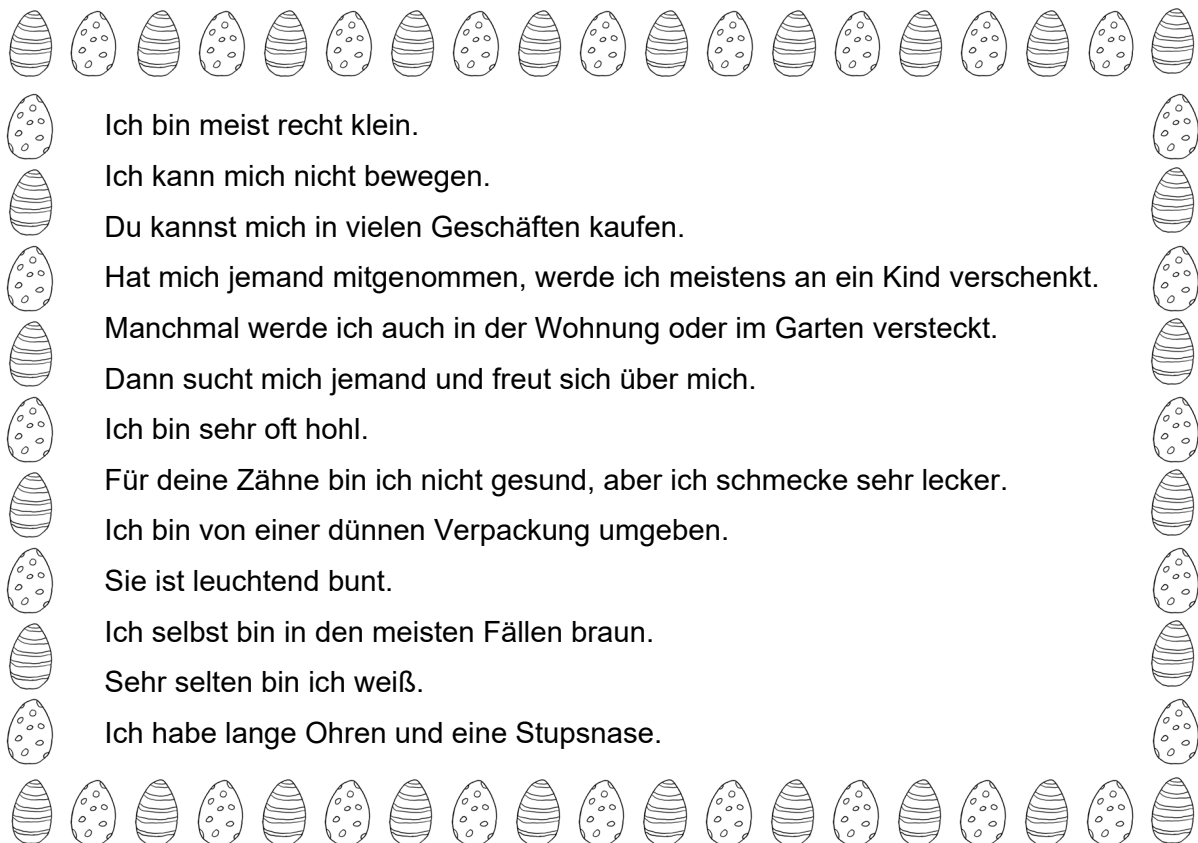 Ich bin meist recht klein.
Ich kann mich nicht bewegen.
Du kannst mich in vielen Geschäften kaufen.
Hat mich jemand mitgenommen, werde ich meistens an ein Kind verschenkt.
Manchmal werde ich auch in der Wohnung oder im Garten versteckt.
Dann sucht mich jemand und freut sich über mich.
Ich bin sehr oft hohl.
Für deine Zähne bin ich nicht gesund, aber ich schmecke sehr lecker.
Ich bin von einer dünnen Verpackung umgeben.
Sie ist leuchtend bunt.
Ich selbst bin in den meisten Fällen braun.
Sehr selten bin ich weiß.
Ich habe lange Ohren und eine Stupsnase.